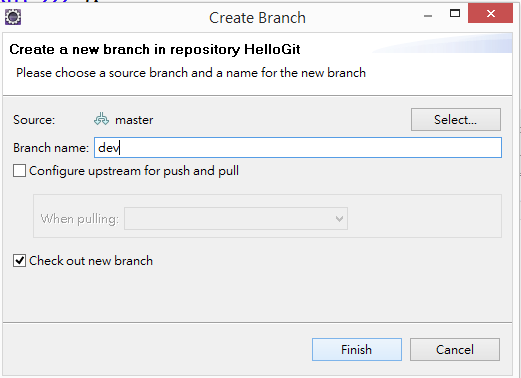 Create Branch
Create a new branch in repository HelloGit
Please choose a source branch and a name for the new branch
Source: master Select...
Branch name: dev
Configure upstream for push and pull
When pulling:
Check out new branch
Finish Cancel